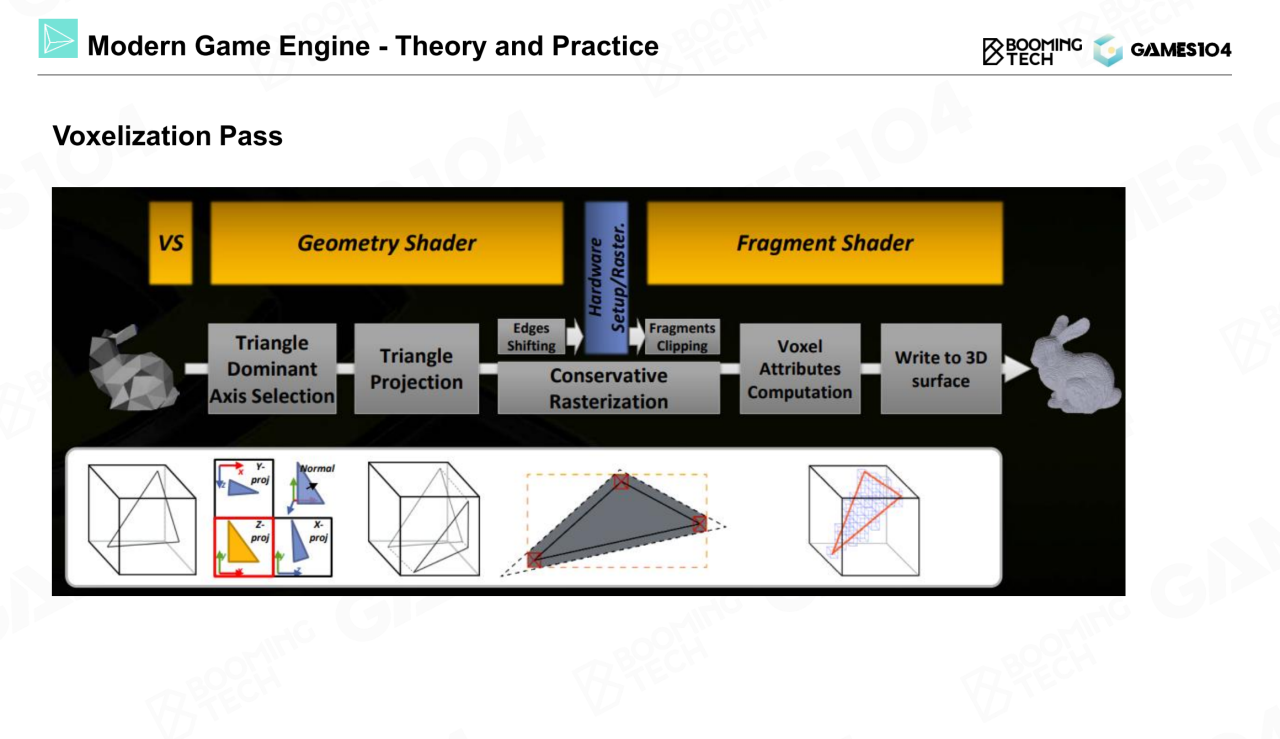 Modern Game Engine - Theory and Practice
BOOMING
TECH
GAMES104
Voxelization Pass
VS
Geometry Shader
Hardware
Setup/Raster.
Fragment Shader
Triangle
Dominant
Axis Selection
Triangle
Projection
Edges
Shifting
Fragments
Clipping
Conservative
Rasterization
Voxel
Attributes
Computation
Write to 3D
surface
Y-
proj
x
z
Normal
Z-
proj
y
x
X-
proj
y
z